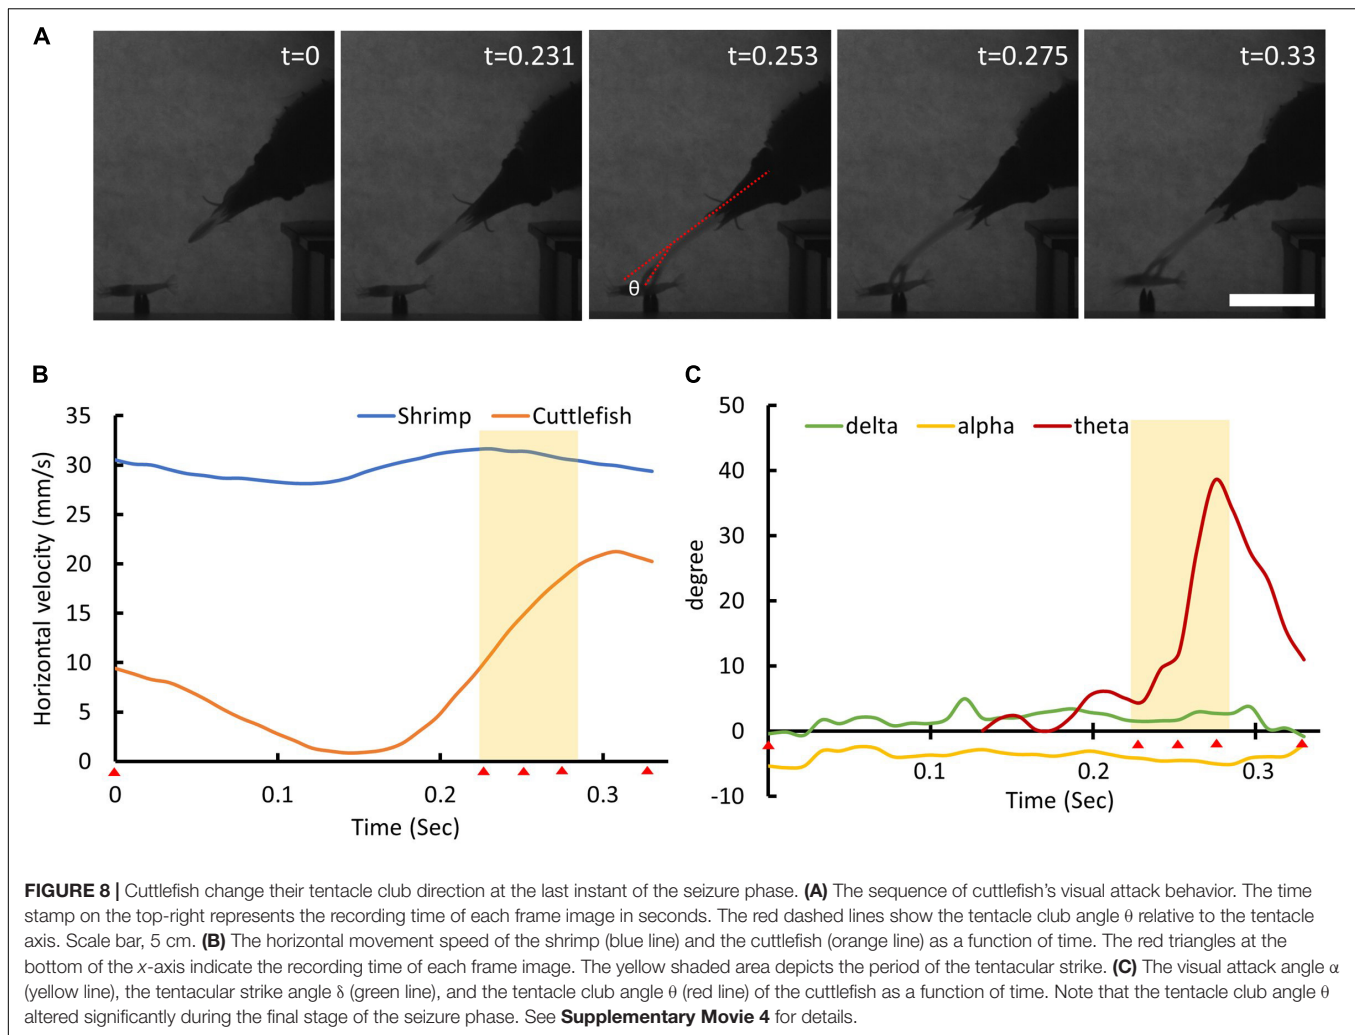 A
t=0
t=0.231
t=0.253
t=0.275
t=0.33
θ
B
Shrimp Cuttlefish
Horizontal velocity (mm/s)
35
30
25
20
15
10
5
0
0 0.1 0.2 0.3
Time (Sec)
C
delta alpha theta
degree
50
40
30
20
10
0
-10
0.1 0.2 0.3
Time (Sec)
FIGURE 8 | Cuttlefish change their tentacle club direction at the last instant of the seizure phase. (A) The sequence of cuttlefish's visual attack behavior. The time
stamp on the top-right represents the recording time of each frame image in seconds. The red dashed lines show the tentacle club angle θ relative to the tentacle
axis. Scale bar, 5 cm. (B) The horizontal movement speed of the shrimp (blue line) and the cuttlefish (orange line) as a function of time. The red triangles at the
bottom of the x-axis indicate the recording time of each frame image. The yellow shaded area depicts the period of the tentacular strike. (C) The visual attack angle α
(yellow line), the tentacular strike angle δ (green line), and the tentacle club angle θ (red line) of the cuttlefish as a function of time. Note that the tentacle club angle θ
altered significantly during the final stage of the seizure phase. See Supplementary Movie 4 for details.